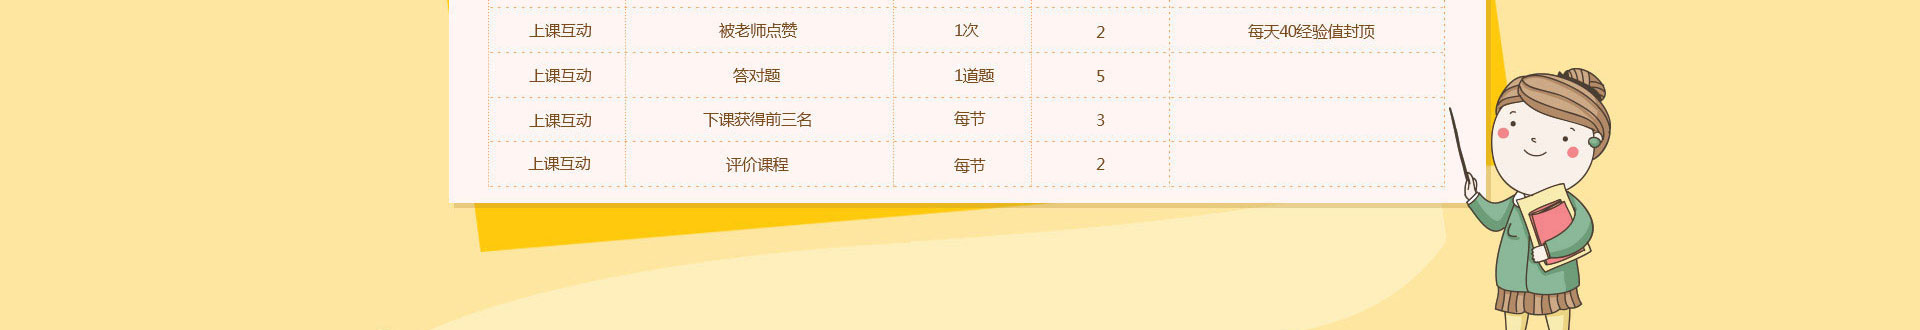 上课互动 被老师点赞 1次 2 每天40经验值封顶
上课互动 答对题 1道题 5
上课互动 下课获得前三名 每节 3
上课互动 评价课程 每节 2